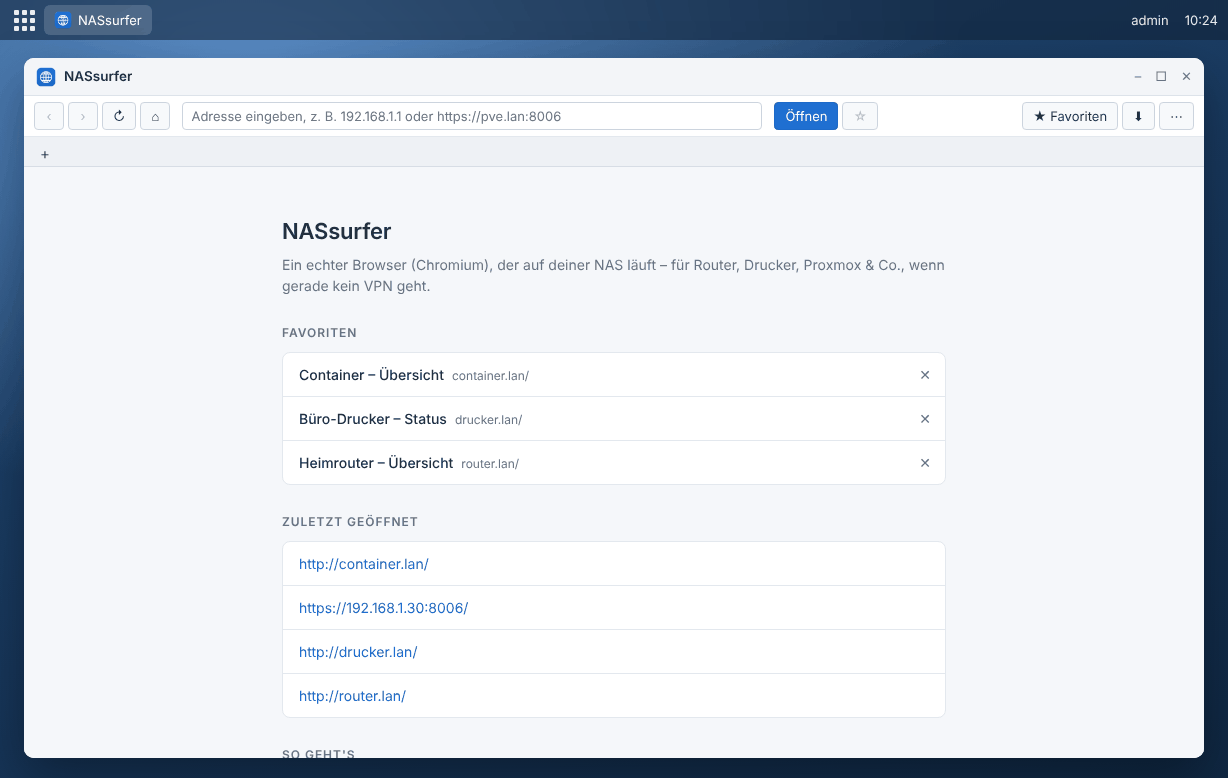 NASsurfer
admin 10:24
NASsurfer
Adresse eingeben, z. B. 192.168.1.1 oder https://pve.lan:8006
Öffnen
★ Favoriten
NASsurfer
Ein echter Browser (Chromium), der auf deiner NAS läuft – für Router, Drucker, Proxmox & Co., wenn
gerade kein VPN geht.
FAVORITEN
Container – Übersicht container.lan/
Büro-Drucker – Status drucker.lan/
Heimrouter – Übersicht router.lan/
ZULETZT GEÖFFNET
http://container.lan/
https://192.168.1.30:8006/
http://drucker.lan/
http://router.lan/
SO GEHT'S